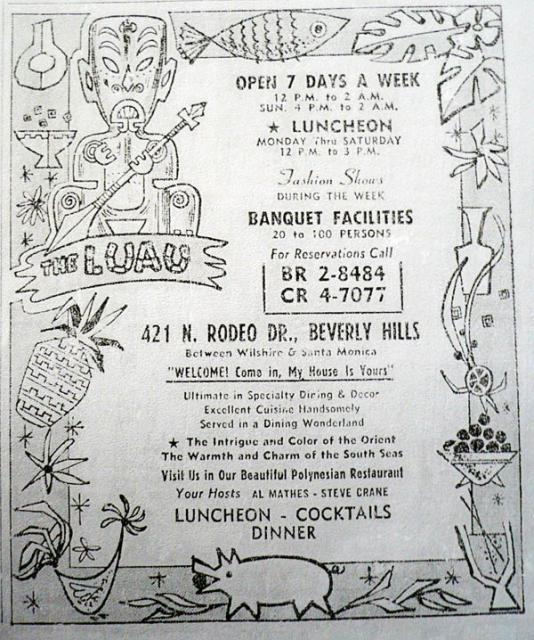 OPEN 7 DAYS A WEEK
12 P.M. to 2 A.M.
SUN. 4 P.M. to 2 A.M.
★ LUNCHEON
MONDAY Thru SATURDAY
12 P.M. to 3 P.M.
Fashion Shows
DURING THE WEEK
BANQUET FACILITIES
20 to 100 PERSONS
For Reservations Call
BR 2-8484
CR 4-7077
THE LUAU
421 N. RODEO DR., BEVERLY HILLS
Between Wilshire & Santa Monica
"WELCOME! Come in, My House Is Yours"
Ultimate in Specialty Dining & Decor
Excellent Cuisine Handsomely
Served in a Dining Wonderland
★ The Intrigue and Color of the Orient
The Warmth and Charm of the South Seas
Visit Us in Our Beautiful Polynesian Restaurant
Your Hosts AL MATHES - STEVE CRANE
LUNCHEON - COCKTAILS
DINNER